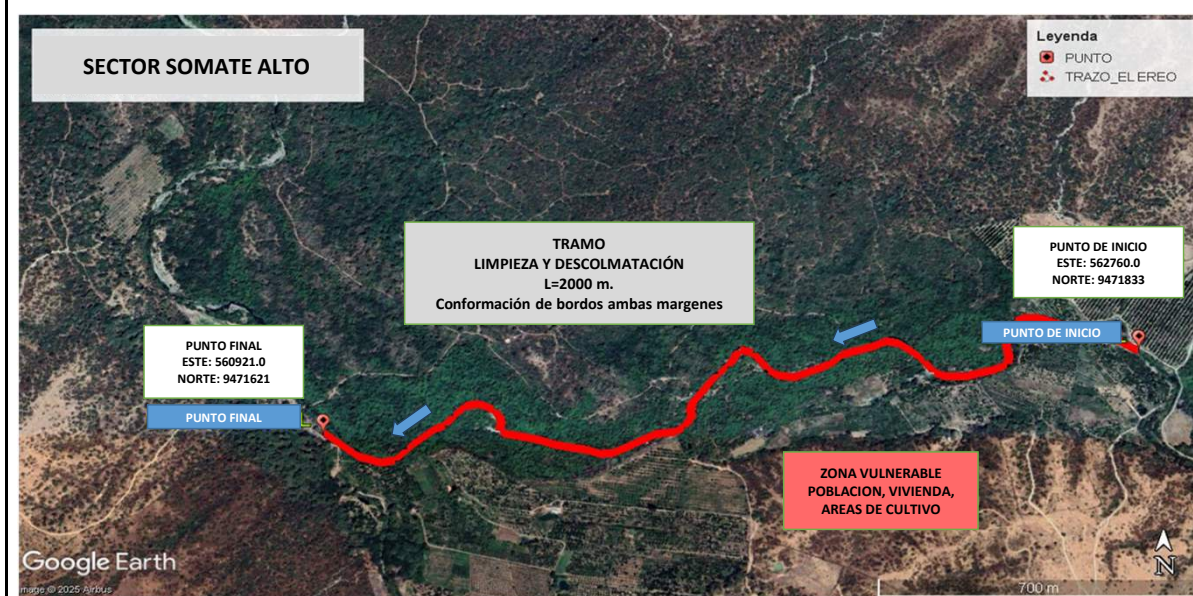 SECTOR SOMATE ALTO
Leyenda
PUNTO
TRAZO_EL EREO
TRAMO
LIMPIEZA Y DESCOLMATACIÓN
L=2000 m.
Conformación de bordos ambas margenes
PUNTO DE INICIO
ESTE: 562760.0
NORTE: 9471833
PUNTO DE INICIO
PUNTO FINAL
ESTE: 560921.0
NORTE: 9471621
PUNTO FINAL
ZONA VULNERABLE
POBLACION, VIVIENDA,
AREAS DE CULTIVO
Google Earth
Image © 2025 Airbus
N
700 m